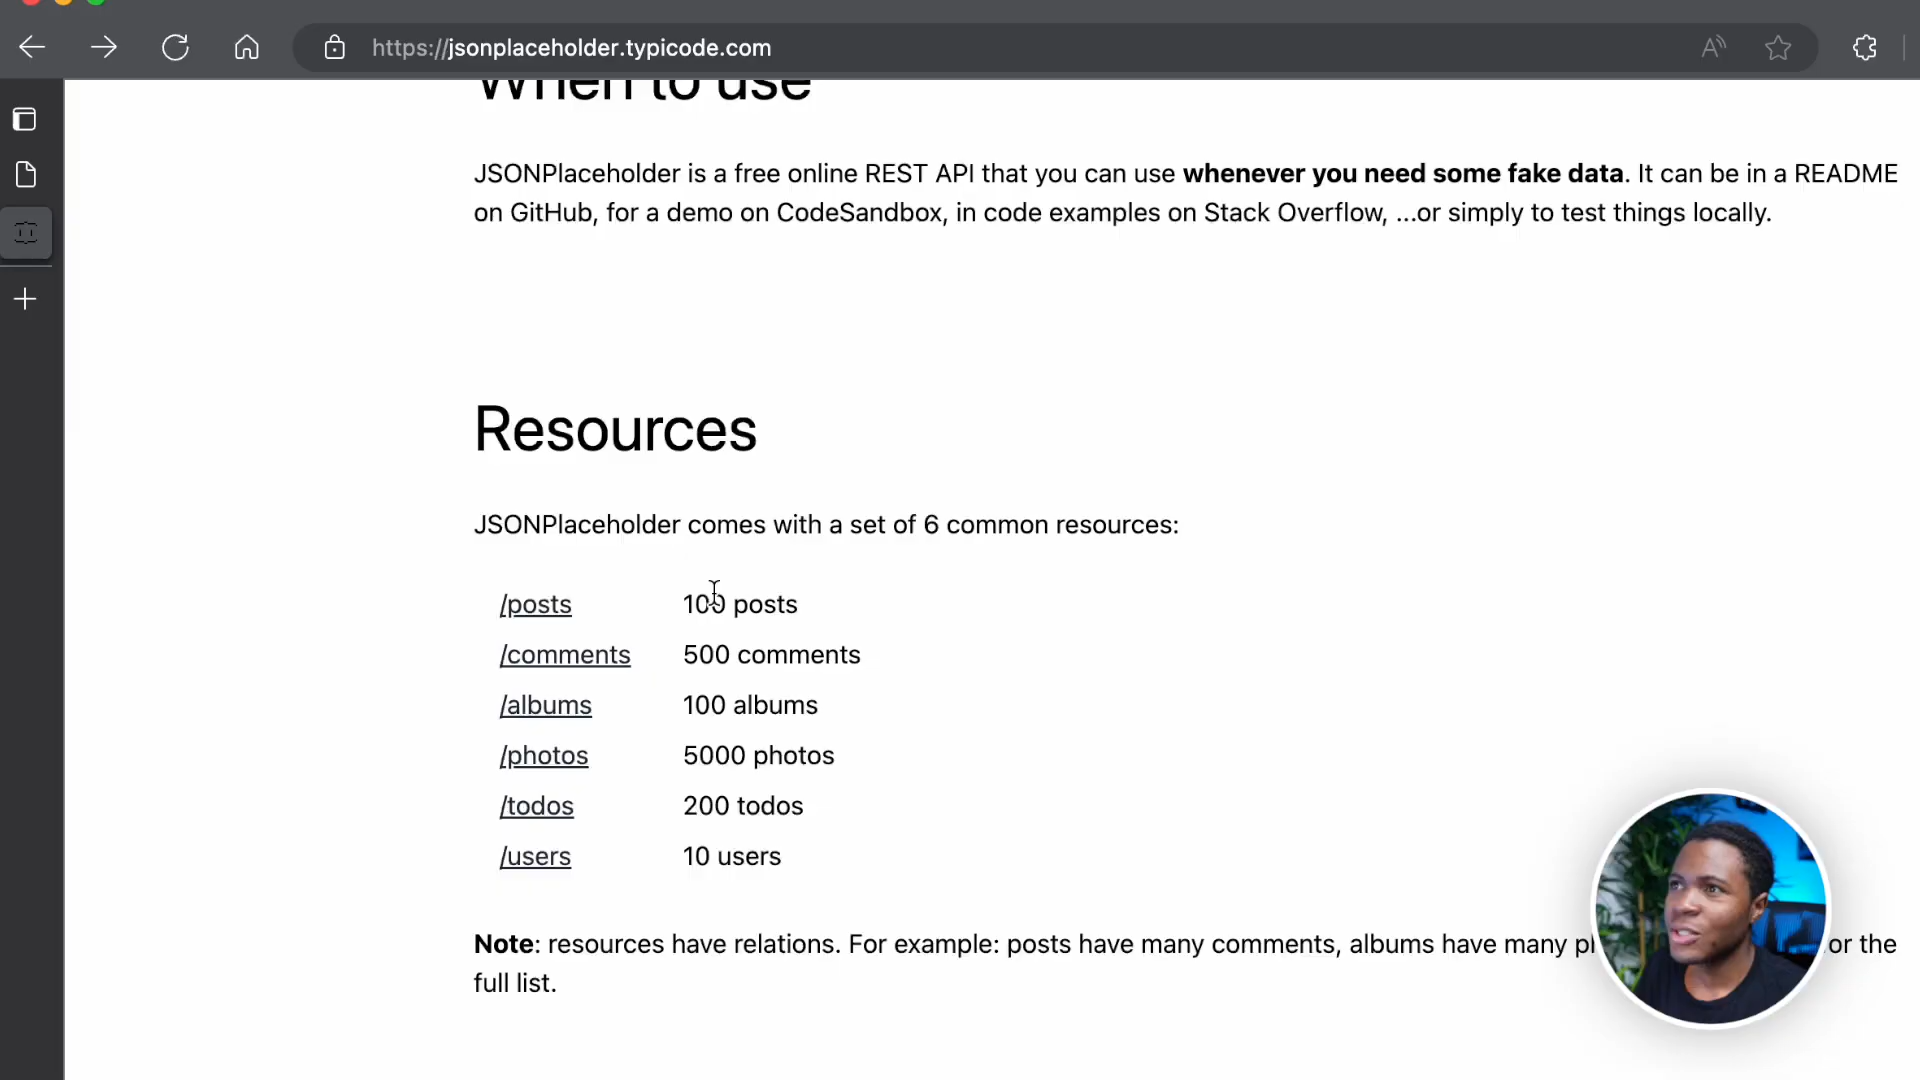 https://jsonplaceholder.typicode.com
When to use
JSONPlaceholder is a free online REST API that you can use whenever you need some fake data. It can be in a README
on GitHub, for a demo on CodeSandbox, in code examples on Stack Overflow, ...or simply to test things locally.
Resources
JSONPlaceholder comes with a set of 6 common resources:
/posts 100 posts
/comments 500 comments
/albums 100 albums
/photos 5000 photos
/todos 200 todos
/users 10 users
Note: resources have relations. For example: posts have many comments, albums have many or the
full list.